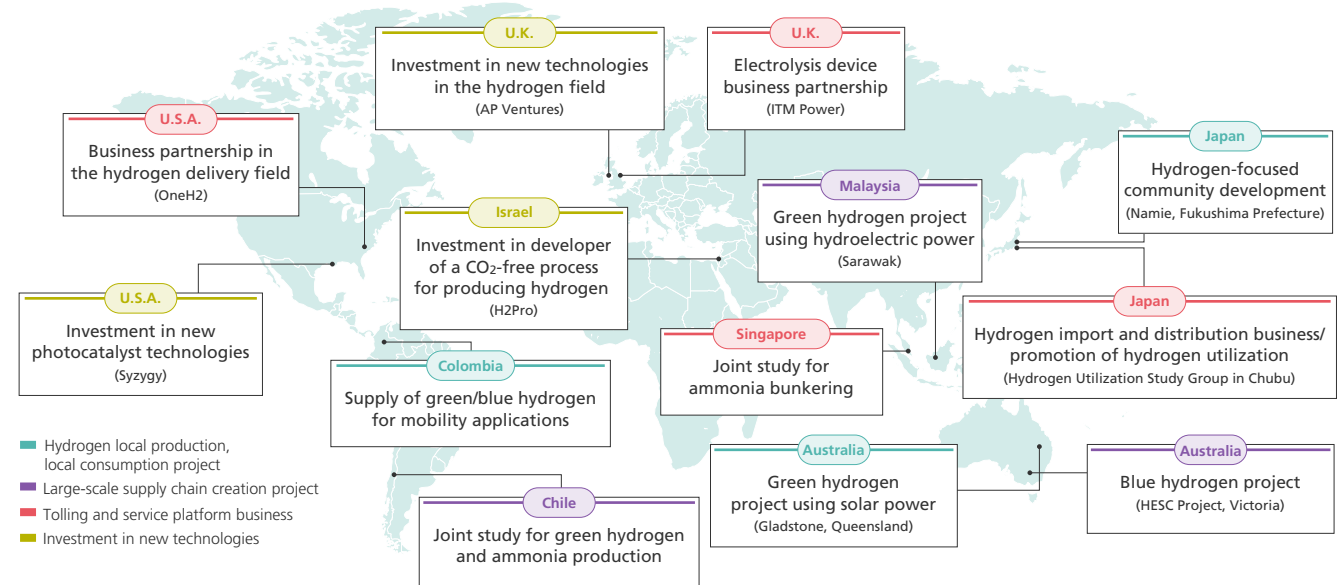 U.K.
Investment in new technologies
in the hydrogen field
(AP Ventures)
U.K.
Electrolysis device
business partnership
(ITM Power)
U.S.A.
Business partnership in
the hydrogen delivery field
(OneH2)
Japan
Hydrogen-focused
community development
(Namie, Fukushima Prefecture)
Malaysia
Green hydrogen project
using hydroelectric power
(Sarawak)
Israel
Investment in developer
of a CO₂-free process
for producing hydrogen
(H2Pro)
U.S.A.
Investment in new
photocatalyst technologies
(Syzygy)
Japan
Hydrogen import and distribution business/
promotion of hydrogen utilization
(Hydrogen Utilization Study Group in Chubu)
Singapore
Joint study for
ammonia bunkering
Colombia
Supply of green/blue hydrogen
for mobility applications
Australia
Green hydrogen
project using solar power
(Gladstone, Queensland)
Australia
Blue hydrogen project
(HESC Project, Victoria)
Chile
Joint study for green hydrogen
and ammonia production
Hydrogen local production,
local consumption project
Large-scale supply chain creation project
Tolling and service platform business
Investment in new technologies